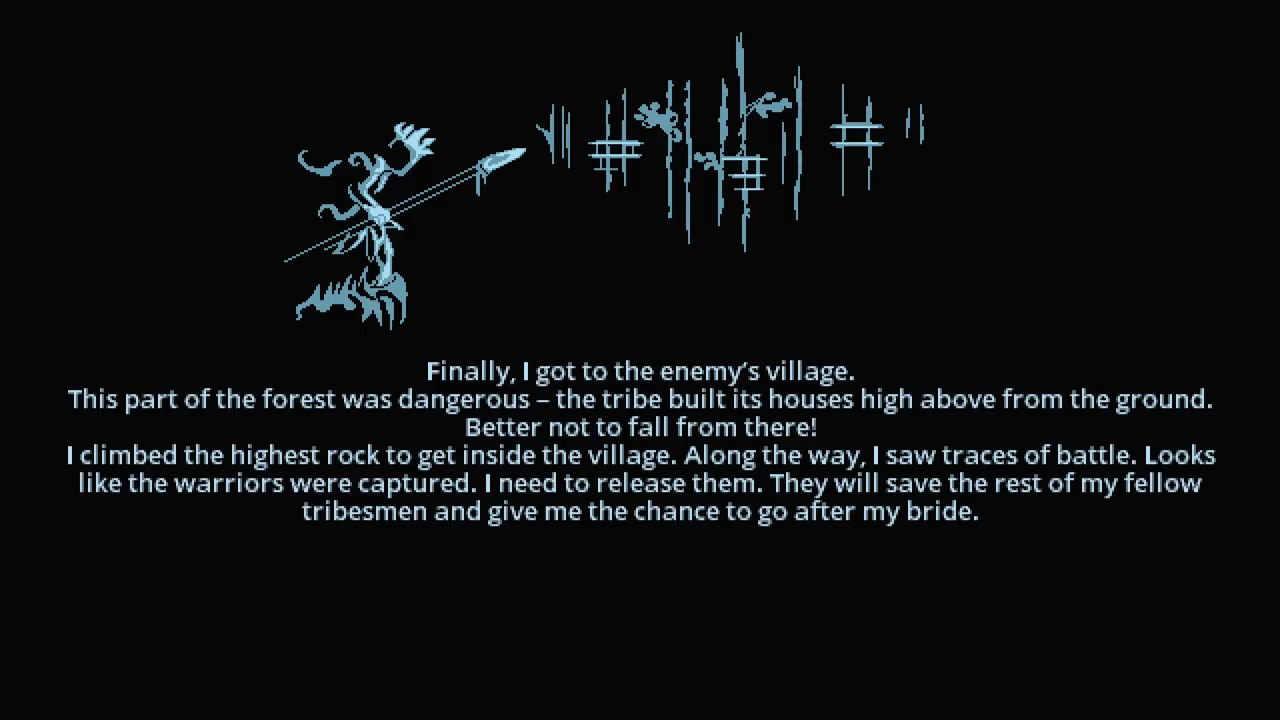 Finally, I got to the enemy’s village.
This part of the forest was dangerous – the tribe built its houses high above from the ground.
Better not to fall from there!
I climbed the highest rock to get inside the village. Along the way, I saw traces of battle. Looks
like the warriors were captured. I need to release them. They will save the rest of my fellow
tribesmen and give me the chance to go after my bride.